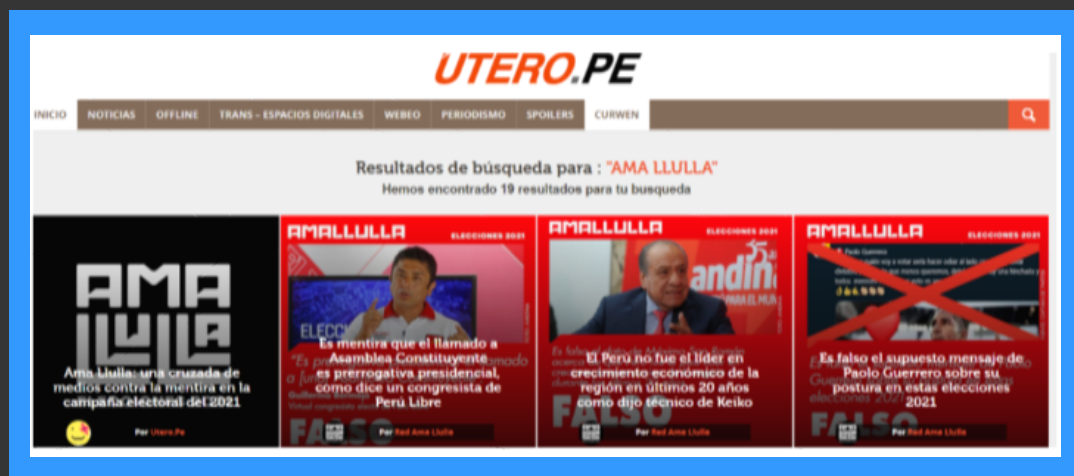 UTERO.PE
INICIO NOTICIAS OFFLINE TRANS – ESPACIOS DIGITALES WEBEO PERIODISMO SPOILERS CURWEN
Resultados de búsqueda para : "AMA LLULLA"
Hemos encontrado 19 resultados para tu busqueda
AMA
LLULLA
Ama Llulla: una cruzada de
medios contra la mentira en la
campaña electoral del 2021
Por Utero.Pe
AMALLULLA ELECCIONES 2021
ELECCI
Es mentira que el llamado a
Asamblea Constituyente
es prerrogativa presidencial,
como dice un congresista de
Perú Libre
FALSO
Por Red Ama Llulla
AMALLULLA ELECCIONES 2021
35
andina
PARA EL MUN
El Perú no fue el líder en
crecimiento económico de la
región en últimos 20 años
como dijo técnico de Keiko
FALSO
Por Red Ama Llulla
AMALLULLA ELECCIONES 2021
Paolo Guerrero
Es falso el supuesto mensaje de
Paolo Guerrero sobre su
postura en estas elecciones
2021
FALSO
Por Red Ama Llulla